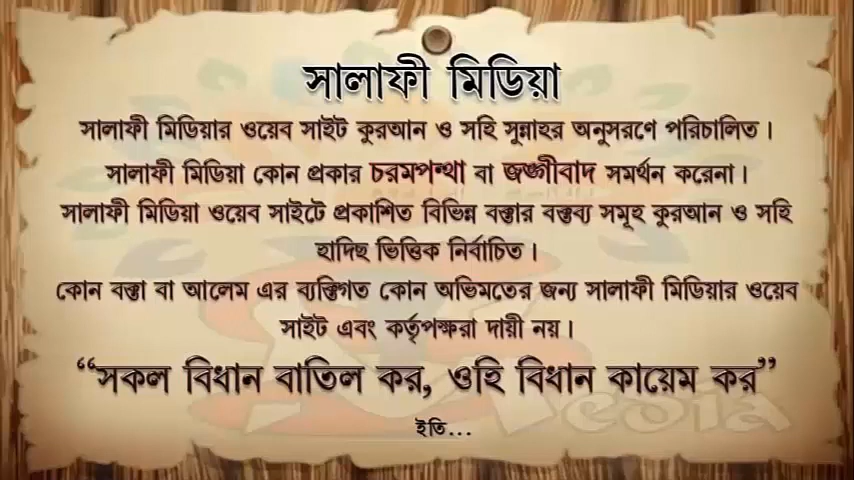 সালাফী মিডিয়া
সালাফী মিডিয়ার ওয়েব সাইট কুরআন ও সহি সুন্নাহর অনুসরণে পরিচালিত।
সালাফী মিডিয়া কোন প্রকার চরমপন্থা বা জঙ্গীবাদ সমর্থন করেনা।
সালাফী মিডিয়া ওয়েব সাইটে প্রকাশিত বিভিন্ন বক্তার বক্তব্য সমূহ কুরআন ও সহি
হাদিছ ভিত্তিক নির্বাচিত।
কোন বক্তা বা আলেম এর ব্যক্তিগত কোন অভিমতের জন্য সালাফী মিডিয়ার ওয়েব
সাইট এবং কর্তৃপক্ষরা দায়ী নয়।
“সকল বিধান বাতিল কর, ওহি বিধান কায়েম কর”
ইতি...